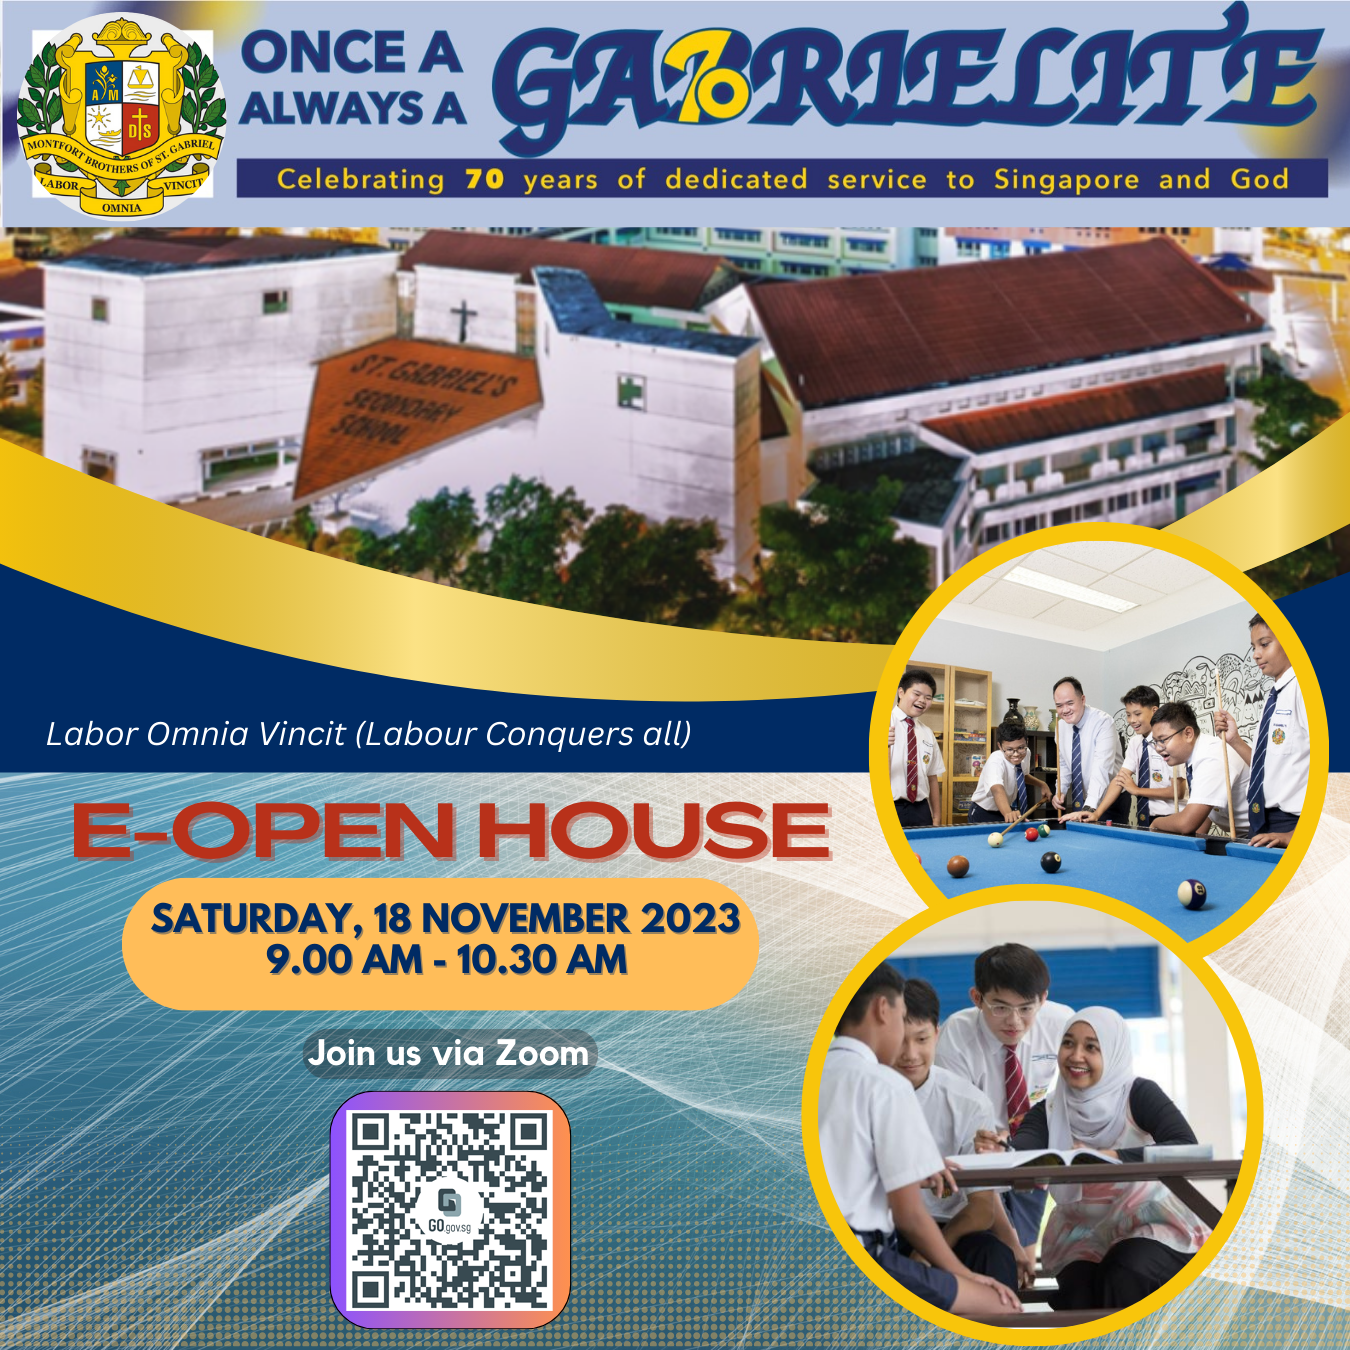 ONCE A
ALWAYS A
GABRIELITE
70
Celebrating 70 years of dedicated service to Singapore and God
A M
D S
MONTFORT BROTHERS OF ST. GABRIEL
LABOR
VINCIT
OMNIA
ST. GABRIEL'S
SECONDARY
SCHOOL
Labor Omnia Vincit (Labour Conquers all)
E-OPEN HOUSE
SATURDAY, 18 NOVEMBER 2023
9.00 AM - 10.30 AM
Join us via Zoom
GO.gov.sg